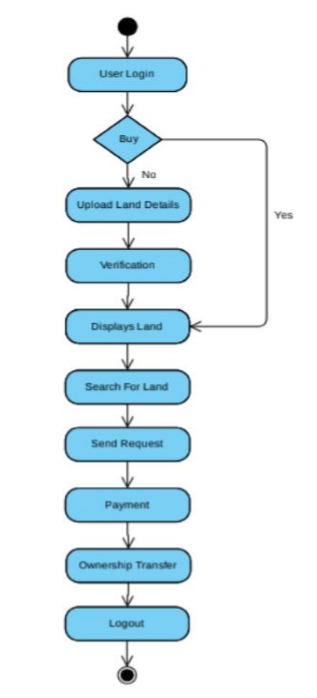 User Login
Buy
No
Upload Land Details
Yes
Verification
Displays Land
Search For Land
Send Request
Payment
Ownership Transfer
Logout